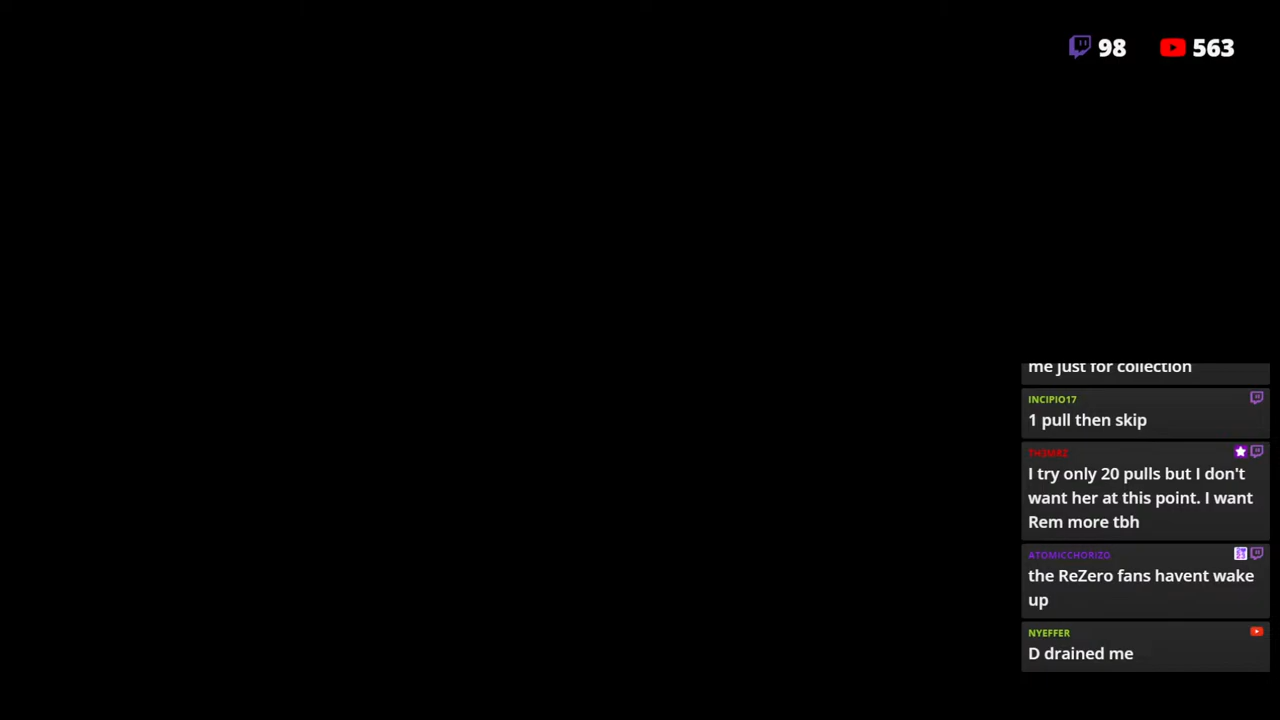 98 563
me just for collection
INCIPIO17
1 pull then skip
TH3MRZ
I try only 20 pulls but I don't
want her at this point. I want
Rem more tbh
ATOMICCHORIZO
the ReZero fans havent wake
up
NYEFFER
D drained me